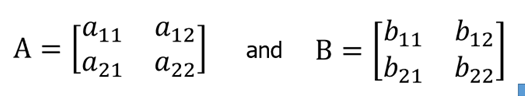 A = [a₁₁ a₁₂ and B = [b₁₁ b₁₂
a₂₁ a₂₂] b₂₁ b₂₂]